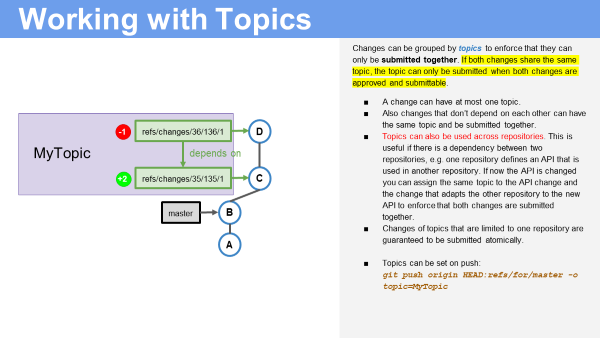 Working with Topics
Changes can be grouped by topics to enforce that they can
only be submitted together. If both changes share the same
topic, the topic can only be submitted when both changes are
approved and submittable.
■ A change can have at most one topic.
■ Also changes that don't depend on each other can have
the same topic and be submitted together.
■ Topics can also be used across repositories. This is
useful if there is a dependency between two
repositories, e.g. one repository defines an API that is
used in another repository. If now the API is changed
you can assign the same topic to the API change and
the change that adapts the other repository to the new
API to enforce that both changes are submitted
together.
■ Changes of topics that are limited to one repository are
guaranteed to be submitted atomically.
■ Topics can be set on push:
git push origin HEAD:refs/for/master -o
topic=MyTopic
MyTopic
-1
refs/changes/36/136/1
D
depends on
+2
refs/changes/35/135/1
C
master
B
A